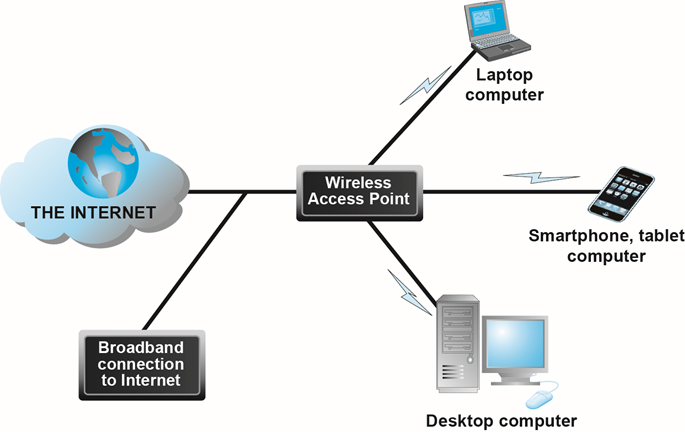 Laptop
computer
THE INTERNET
Wireless
Access Point
Smartphone, tablet
computer
Broadband
connection
to Internet
Desktop computer